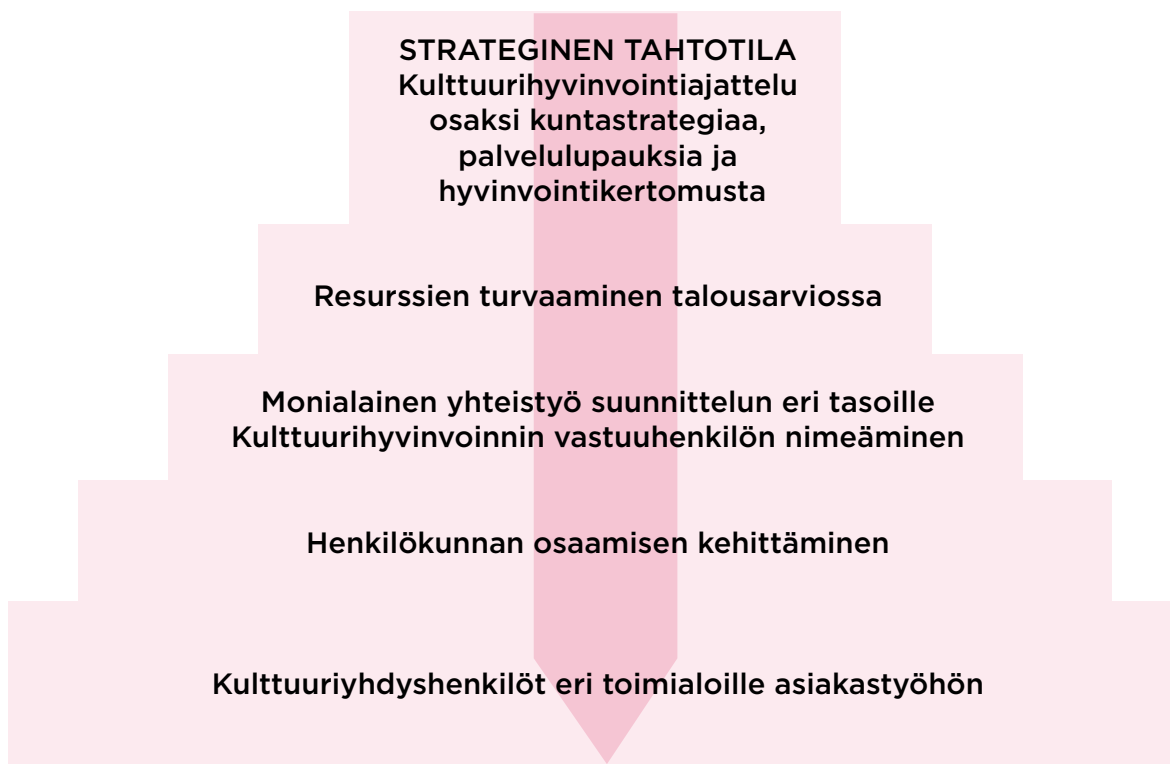 STRATEGINEN TAHTOTILA
Kulttuurihyvinvointiajattelu
osaksi kuntastrategiaa,
palvelulupauksia ja
hyvinvointikertomusta
Resurssien turvaaminen talousarviossa
Monialainen yhteistyö suunnittelun eri tasoille
Kulttuurihyvinvoinnin vastuuhenkilön nimeäminen
Henkilökunnan osaamisen kehittäminen
Kulttuuriyhdyshenkilöt eri toimialoille asiakastyöhön